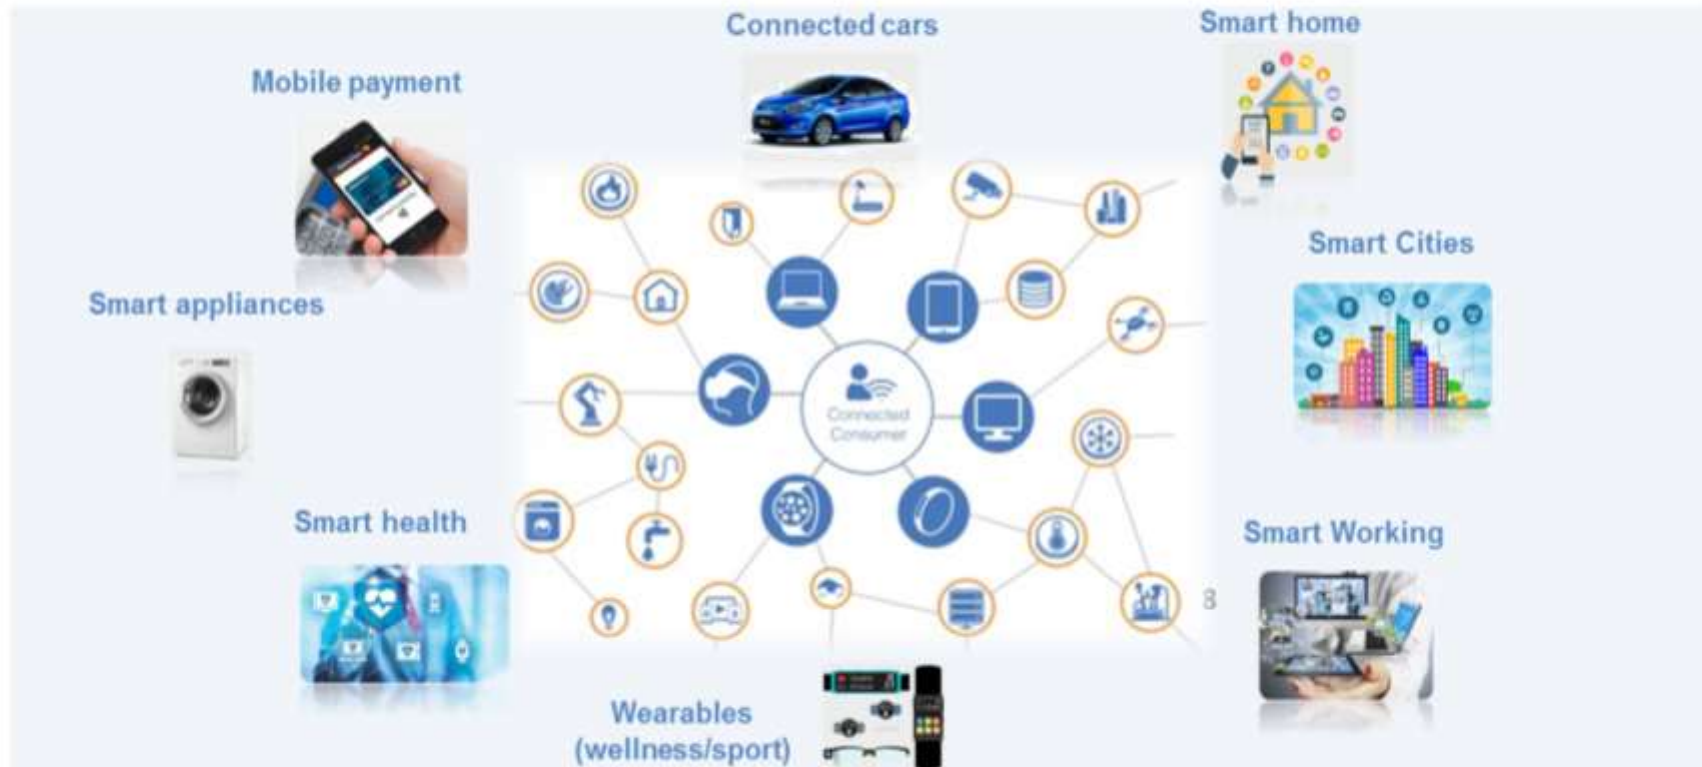 Connected cars
Smart home
Mobile payment
Smart Cities
Smart appliances
Connected
Consumer
Smart health
Smart Working
8
Wearables
(wellness/sport)